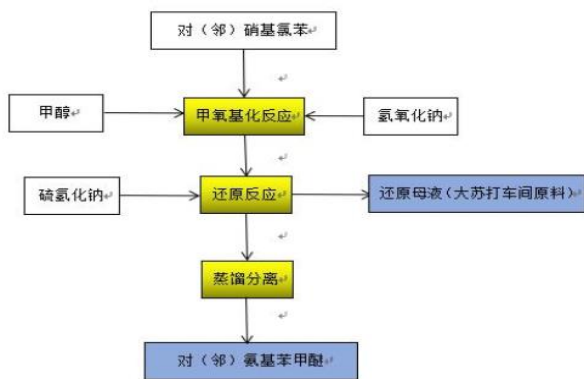 对（邻）硝基氯苯
甲醇
甲氧基化反应
氢氧化钠
硫氢化钠
还原反应
还原母液（大苏打车间原料）
蒸馏分离
对（邻）氨基苯甲醚